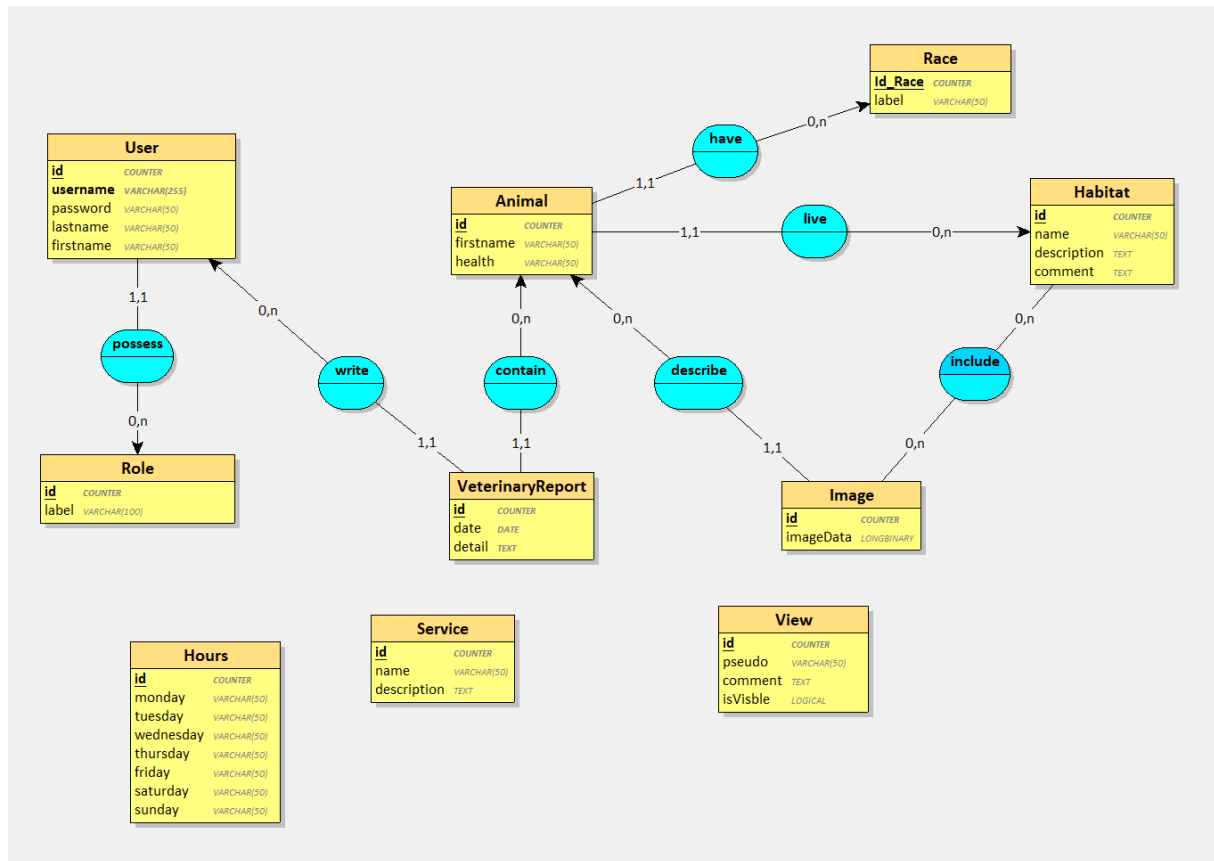 Race
Id_Race COUNTER
label VARCHAR(50)
0,n
have
1,1
User
id COUNTER
username VARCHAR(255)
password VARCHAR(50)
lastname VARCHAR(50)
firstname VARCHAR(50)
Animal
id COUNTER
firstname VARCHAR(50)
health VARCHAR(50)
1,1
live
0,n
Habitat
id COUNTER
name VARCHAR(50)
description TEXT
comment TEXT
1,1
possess
0,n
0,n
write
1,1
0,n
contain
1,1
0,n
describe
1,1
0,n
include
0,n
Role
id COUNTER
label VARCHAR(100)
VeterinaryReport
id COUNTER
date DATE
detail TEXT
Image
id COUNTER
imageData LONGBINARY
Hours
id COUNTER
monday VARCHAR(50)
tuesday VARCHAR(50)
wednesday VARCHAR(50)
thursday VARCHAR(50)
friday VARCHAR(50)
saturday VARCHAR(50)
sunday VARCHAR(50)
Service
id COUNTER
name VARCHAR(50)
description TEXT
View
id COUNTER
pseudo VARCHAR(50)
comment TEXT
isVisble LOGICAL